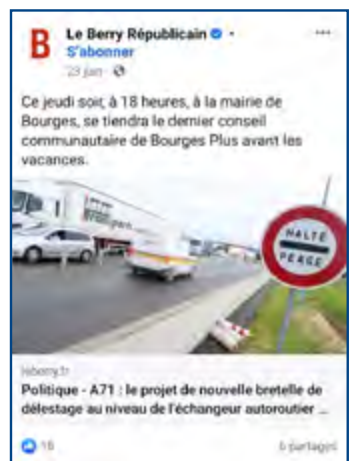 B
Le Berry Républicain
S'abonner
23 juin
Ce jeudi soir, à 18 heures, à la mairie de
Bourges, se tiendra le dernier conseil
communautaire de Bourges Plus avant les
vacances.
HALTE
PEAGE
leberry.fr
Politique - A71 : le projet de nouvelle bretelle de
délestage au niveau de l'échangeur autoroutier ...
6 partages